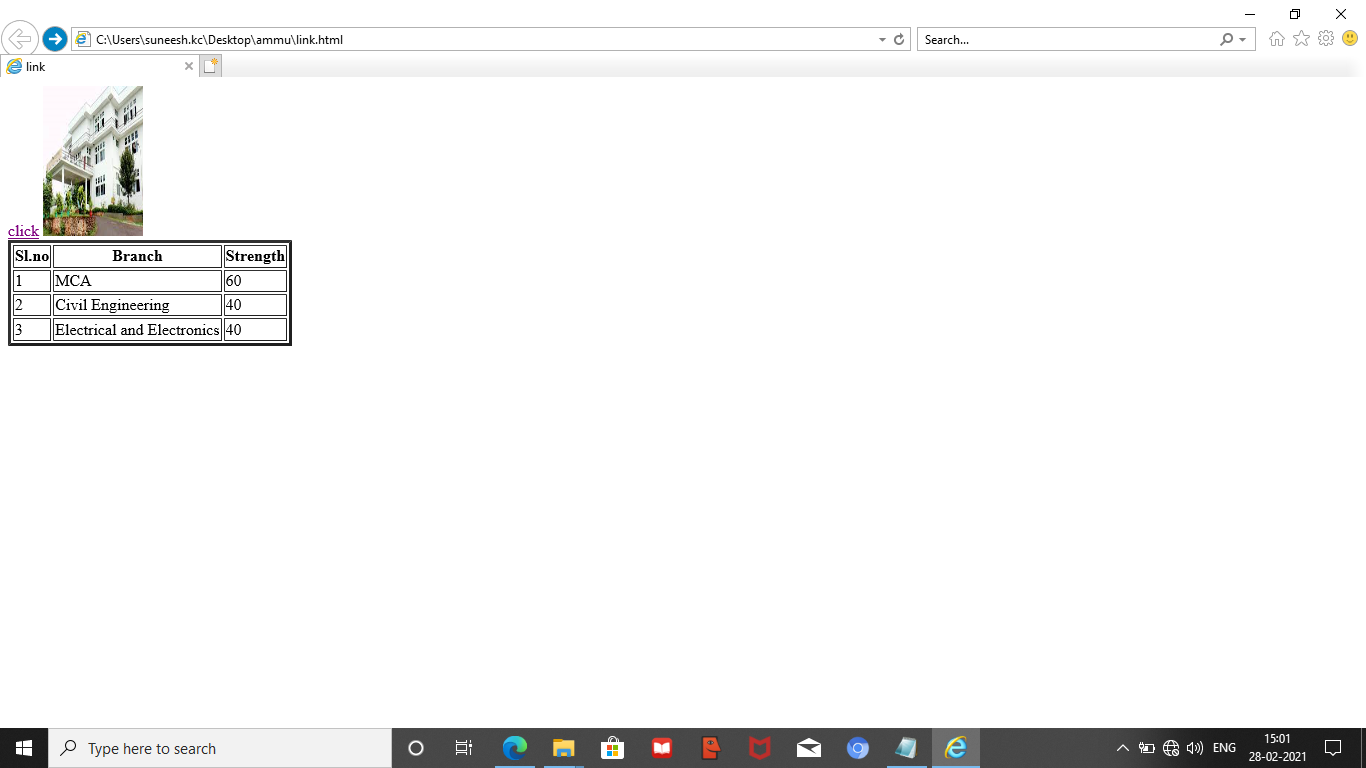 C:\Users\suneesh.kc\Desktop\ammu\link.html
Search...
link
click
Sl.no Branch Strength
1 MCA 60
2 Civil Engineering 40
3 Electrical and Electronics 40
Type here to search
ENG
15:01
28-02-2021